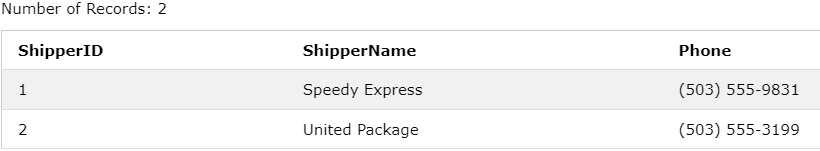 Number of Records: 2
ShipperID ShipperName Phone
1 Speedy Express (503) 555-9831
2 United Package (503) 555-3199